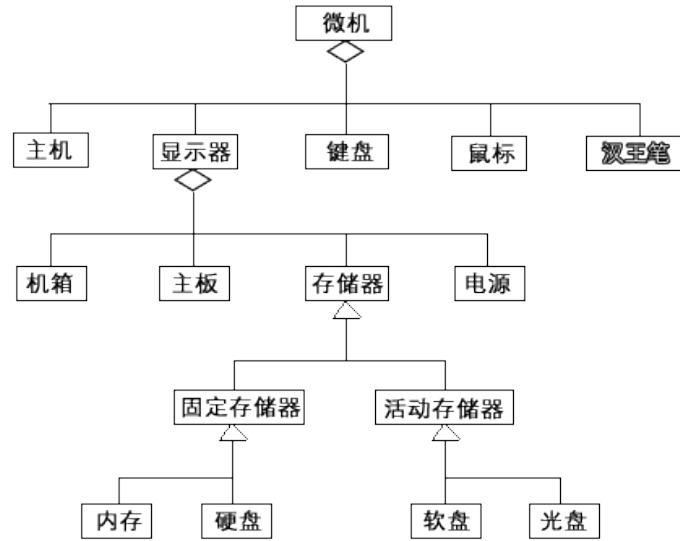 微机
主机 显示器 键盘 鼠标 汉王笔
机箱 主板 存储器 电源
固定存储器 活动存储器
内存 硬盘 软盘 光盘